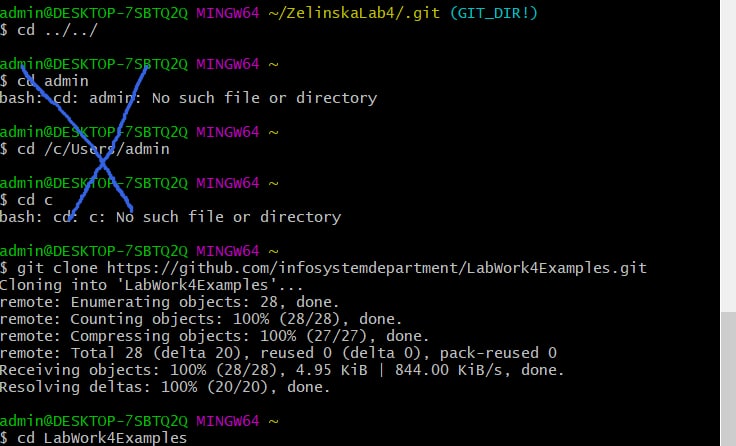 admin@DESKTOP-7SBTQ2Q MINGW64 ~/ZelinskaLab4/.git (GIT_DIR!)
$ cd ../../
admin@DESKTOP-7SBTQ2Q MINGW64 ~
$ cd admin
bash: cd: admin: No such file or directory
admin@DESKTOP-7SBTQ2Q MINGW64 ~
$ cd /c/Users/admin
admin@DESKTOP-7SBTQ2Q MINGW64 ~
$ cd c
bash: cd: c: No such file or directory
admin@DESKTOP-7SBTQ2Q MINGW64 ~
$ git clone https://github.com/infosystemdepartment/LabWork4Examples.git
Cloning into 'LabWork4Examples'...
remote: Enumerating objects: 28, done.
remote: Counting objects: 100% (28/28), done.
remote: Compressing objects: 100% (27/27), done.
remote: Total 28 (delta 20), reused 0 (delta 0), pack-reused 0
Receiving objects: 100% (28/28), 4.95 KiB | 844.00 KiB/s, done.
Resolving deltas: 100% (20/20), done.
admin@DESKTOP-7SBTQ2Q MINGW64 ~
$ cd LabWork4Examples